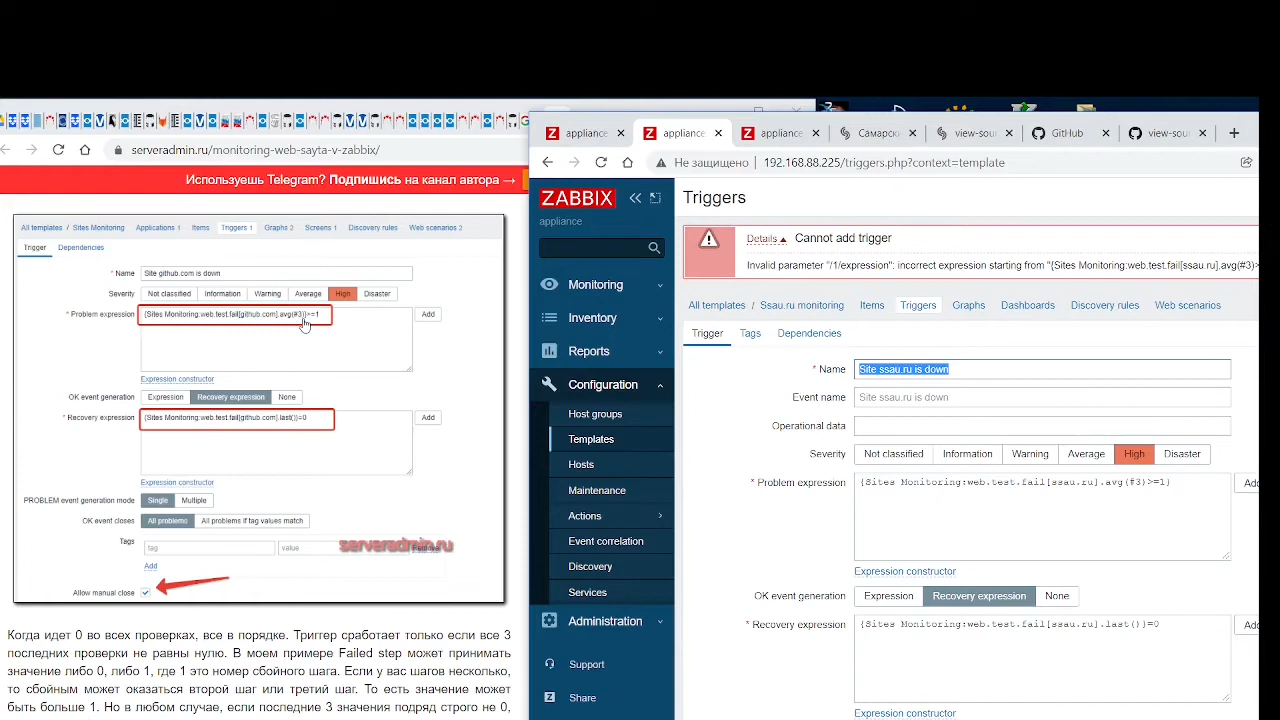 serveradmin.ru/monitoring-web-sayta-v-zabbix/
Используешь Telegram? Подпишись на канал автора →
All templates / Sites Monitoring Applications 1 Items Triggers 1 Graphs 2 Screens 1 Discovery rules Web scenarios 2
Trigger Dependencies
* Name Site github.com is down
Severity Not classified Information Warning Average High Disaster
* Problem expression {Sites Monitoring:web.test.fail[github.com].avg(#3)}>=1 Add
Expression constructor
OK event generation Expression Recovery expression None
* Recovery expression {Sites Monitoring:web.test.fail[github.com].last()}=0 Add
Expression constructor
PROBLEM event generation mode Single Multiple
OK event closes All problems All problems if tag values match
Tags tag value Remove
serveradmin.ru
Add
Allow manual close
Когда идет 0 во всех проверках, все в порядке. Триггер сработает только если все 3
последних проверки не равны нулю. В моем примере Failed step может принимать
значение либо 0, либо 1, где 1 это номер сбойного шага. Если у вас шагов несколько,
то сбойным может оказаться второй шаг или третий шаг. То есть значение может
быть больше 1. Но в любом случае, если последние 3 значения подряд строго не 0,
appliance appliance appliance Самарск view-sou GitHub view-sou
Не защищено 192.168.88.225/triggers.php?context=template
ZABBIX
appliance
Monitoring
Inventory
Reports
Configuration
Host groups
Templates
Hosts
Maintenance
Actions
Event correlation
Discovery
Services
Administration
Support
Share
Triggers
Details Cannot add trigger
Invalid parameter "/1/expression": incorrect expression starting from "{Sites Monitoring:web.test.fail[ssau.ru].avg(#3)>
All templates / Ssau.ru monitoring Items Triggers Graphs Dashboards Discovery rules Web scenarios
Trigger Tags Dependencies
* Name Site ssau.ru is down
Event name Site ssau.ru is down
Operational data
Severity Not classified Information Warning Average High Disaster
* Problem expression {Sites Monitoring:web.test.fail[ssau.ru].avg(#3)>=1} Add
Expression constructor
OK event generation Expression Recovery expression None
* Recovery expression {Sites Monitoring:web.test.fail[ssau.ru].last()}=0 Add
Expression constructor